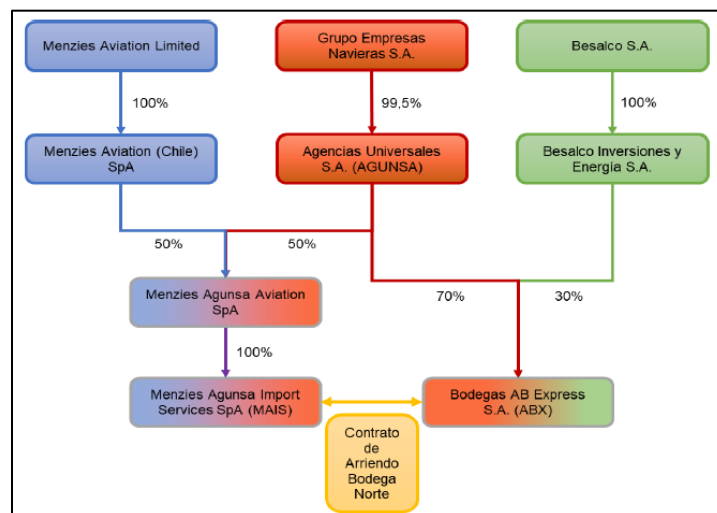 Menzies Aviation Limited
Grupo Empresas
Navieras S.A.
Besalco S.A.
100%
99,5%
100%
Menzies Aviation (Chile)
SpA
Agencias Universales
S.A. (AGUNSA)
Besalco Inversiones y
Energía S.A.
50%
50%
Menzies Agunsa Aviation
SpA
70%
30%
100%
Menzies Agunsa Import
Services SpA (MAIS)
Bodegas AB Express
S.A. (ABX)
Contrato
de
Arriendo
Bodega
Norte